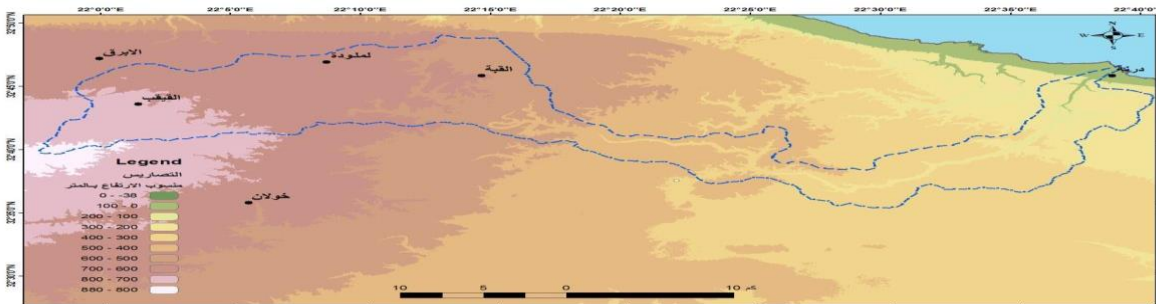 22°0'0" 22°5'0" 22°10'0" 22°15'0" 22°20'0" 22°25'0" 22°30'0" 22°35'0" 22°40'0"
N
W E
S
الابرق
لملودة
القبة
درنة
القيقب
Legend
التضاريس
منسوب الارتفاع بالمتر
خولان
0 - -38
100 - 0
200 - 100
300 - 200
400 - 300
500 - 400
600 - 500
700 - 600
800 - 700
880 - 800
10 5 0 10 كم